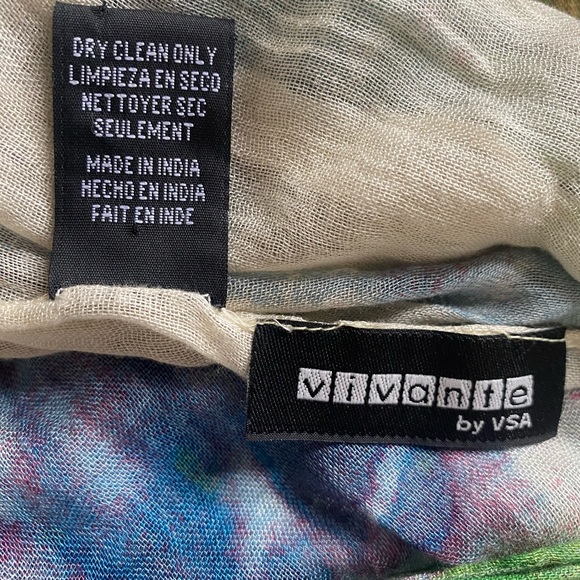 DRY CLEAN ONLY
LIMPIEZA EN SECO
NETTOYER SEC
SEULEMENT
MADE IN INDIA
HECHO EN INDIA
FAIT EN INDE
vivante
by VSA